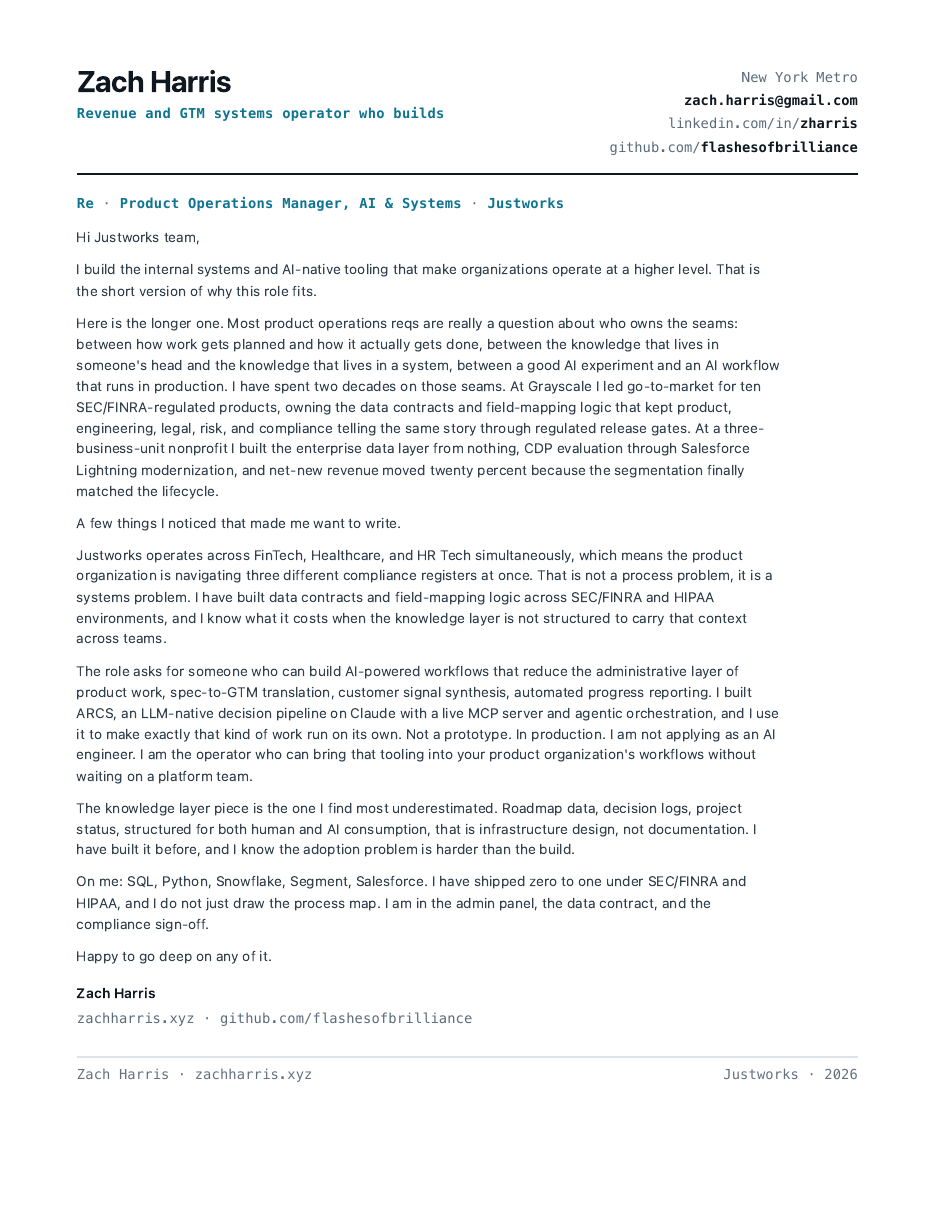 Zach Harris
Revenue and GTM systems operator who builds
New York Metro
zach.harris@gmail.com
linkedin.com/in/zharris
github.com/flashesofbrilliance
Re · Product Operations Manager, AI & Systems · Justworks
Hi Justworks team,
I build the internal systems and AI-native tooling that make organizations operate at a higher level. That is
the short version of why this role fits.
Here is the longer one. Most product operations reqs are really a question about who owns the seams:
between how work gets planned and how it actually gets done, between the knowledge that lives in
someone's head and the knowledge that lives in a system, between a good AI experiment and an AI workflow
that runs in production. I have spent two decades on those seams. At Grayscale I led go-to-market for ten
SEC/FINRA-regulated products, owning the data contracts and field-mapping logic that kept product,
engineering, legal, risk, and compliance telling the same story through regulated release gates. At a three-
business-unit nonprofit I built the enterprise data layer from nothing, CDP evaluation through Salesforce
Lightning modernization, and net-new revenue moved twenty percent because the segmentation finally
matched the lifecycle.
A few things I noticed that made me want to write.
Justworks operates across FinTech, Healthcare, and HR Tech simultaneously, which means the product
organization is navigating three different compliance registers at once. That is not a process problem, it is a
systems problem. I have built data contracts and field-mapping logic across SEC/FINRA and HIPAA
environments, and I know what it costs when the knowledge layer is not structured to carry that context
across teams.
The role asks for someone who can build AI-powered workflows that reduce the administrative layer of
product work, spec-to-GTM translation, customer signal synthesis, automated progress reporting. I built
ARCS, an LLM-native decision pipeline on Claude with a live MCP server and agentic orchestration, and I use
it to make exactly that kind of work run on its own. Not a prototype. In production. I am not applying as an AI
engineer. I am the operator who can bring that tooling into your product organization's workflows without
waiting on a platform team.
The knowledge layer piece is the one I find most underestimated. Roadmap data, decision logs, project
status, structured for both human and AI consumption, that is infrastructure design, not documentation. I
have built it before, and I know the adoption problem is harder than the build.
On me: SQL, Python, Snowflake, Segment, Salesforce. I have shipped zero to one under SEC/FINRA and
HIPAA, and I do not just draw the process map. I am in the admin panel, the data contract, and the
compliance sign-off.
Happy to go deep on any of it.
Zach Harris
zachharris.xyz · github.com/flashesofbrilliance
Zach Harris · zachharris.xyz
Justworks · 2026